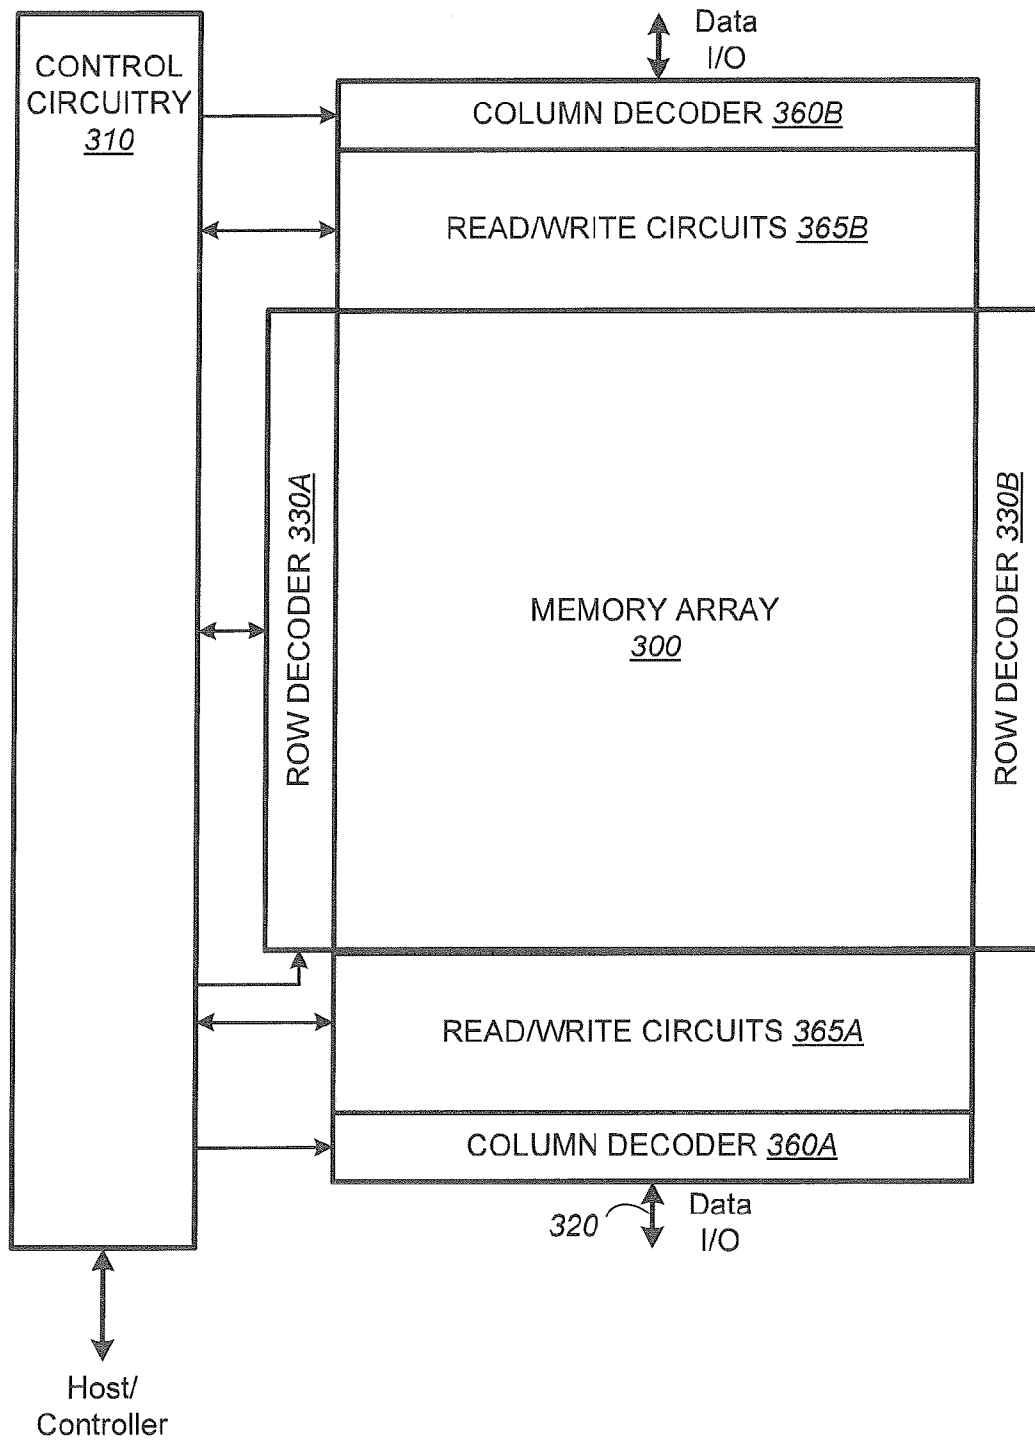 Data
I/O
CONTROL
CIRCUITRY
310
COLUMN DECODER 360B
READ/WRITE CIRCUITS 365B
ROW DECODER 330A
MEMORY ARRAY
300
ROW DECODER 330B
READ/WRITE CIRCUITS 365A
COLUMN DECODER 360A
320
Data
I/O
Host/
Controller